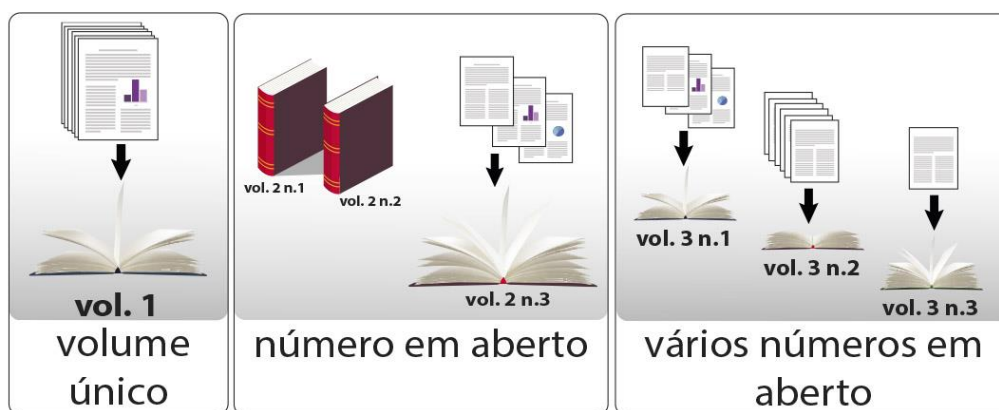 vol. 1
volume
único
vol. 2 n.1
vol. 2 n.2
vol. 2 n.3
número em aberto
vol. 3 n.1
vol. 3 n.2
vol. 3 n.3
vários números em
aberto